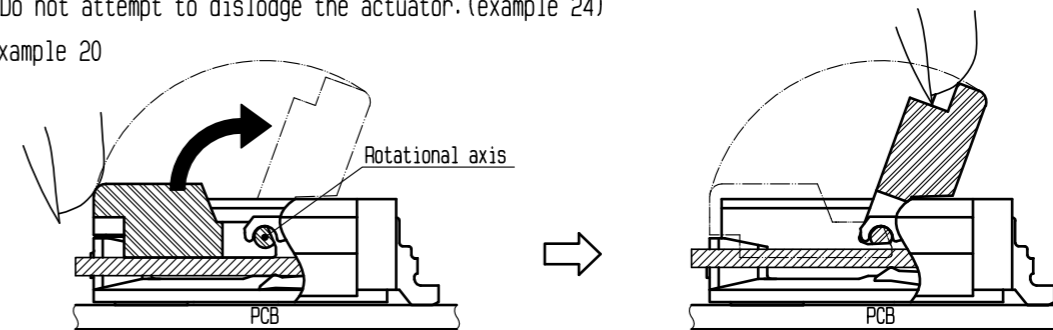 Do not attempt to dislodge the actuator.(example 24)
xample 20
Rotational axis
PCB
PCB